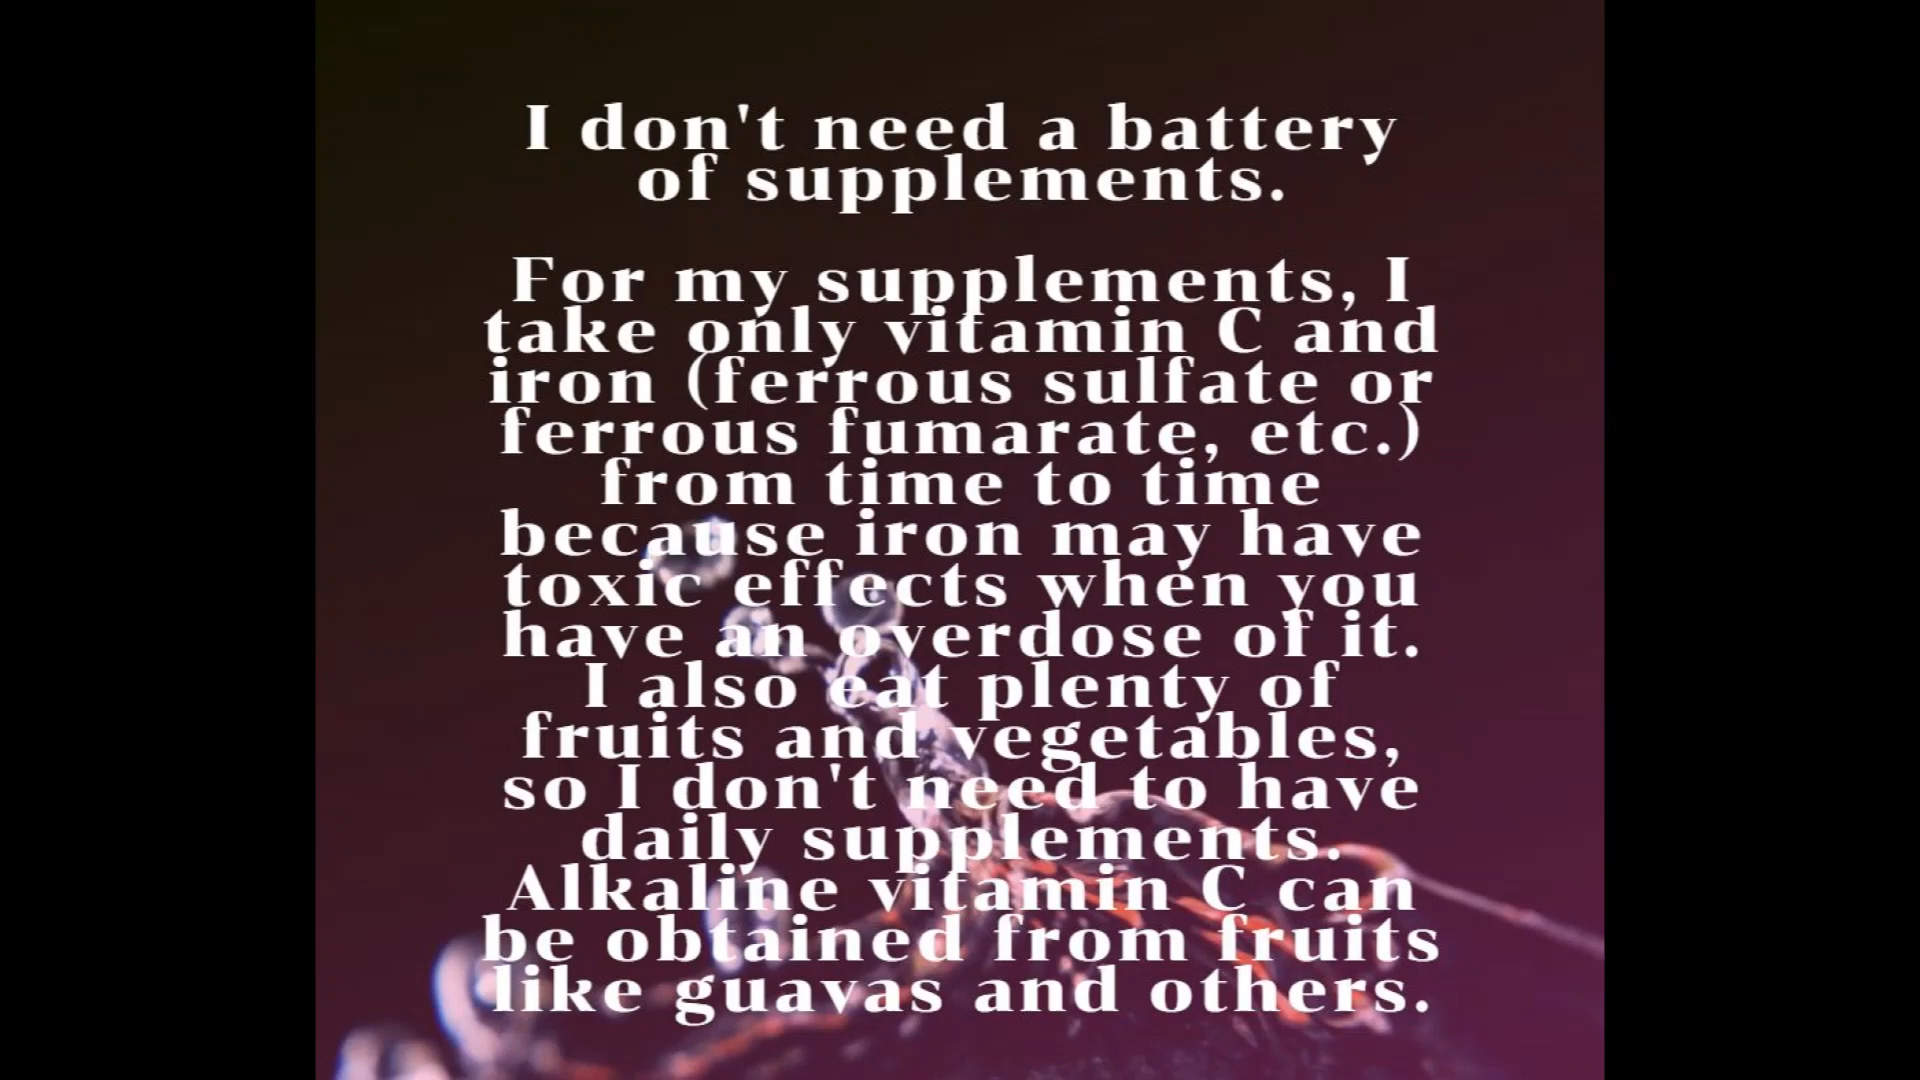 I don't need a battery
of supplements.
For my supplements, I
take only vitamin C and
iron (ferrous sulfate or
ferrous fumarate, etc.)
from time to time
because iron may have
toxic effects when you
have an overdose of it.
I also eat plenty of
fruits and vegetables,
so I don't need to have
daily supplements.
Alkaline vitamin C can
be obtained from fruits
like guavas and others.